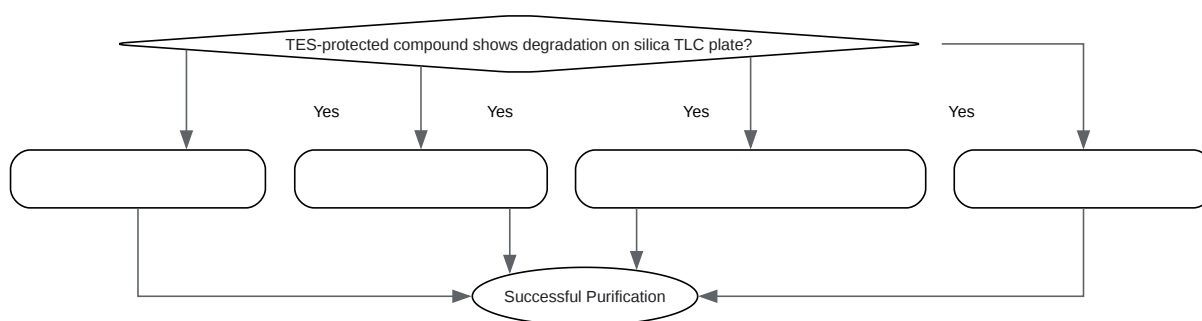 TES-protected compound shows degradation on silica TLC plate?
Yes
Yes
Yes
Yes
Successful Purification